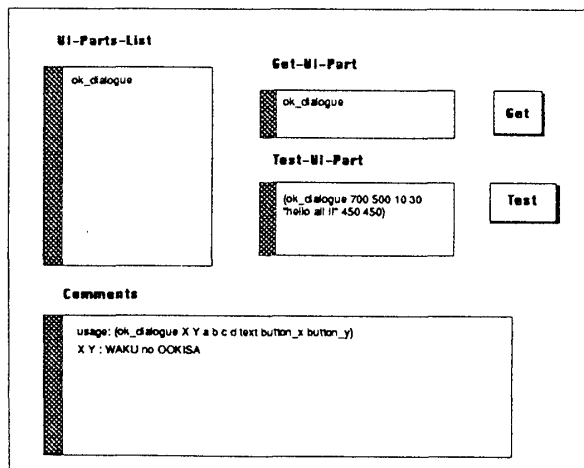 UI-Parts-List
ok_dialogue
Get-UI-Part
ok_dialogue
Get
Test-UI-Part
(ok_dialogue 700 500 10 30
"hello all !!" 450 450)
Test
Comments
usage: (ok_dialogue X Y a b c d text button_x button_y)
X Y : WAKU no OOKISA